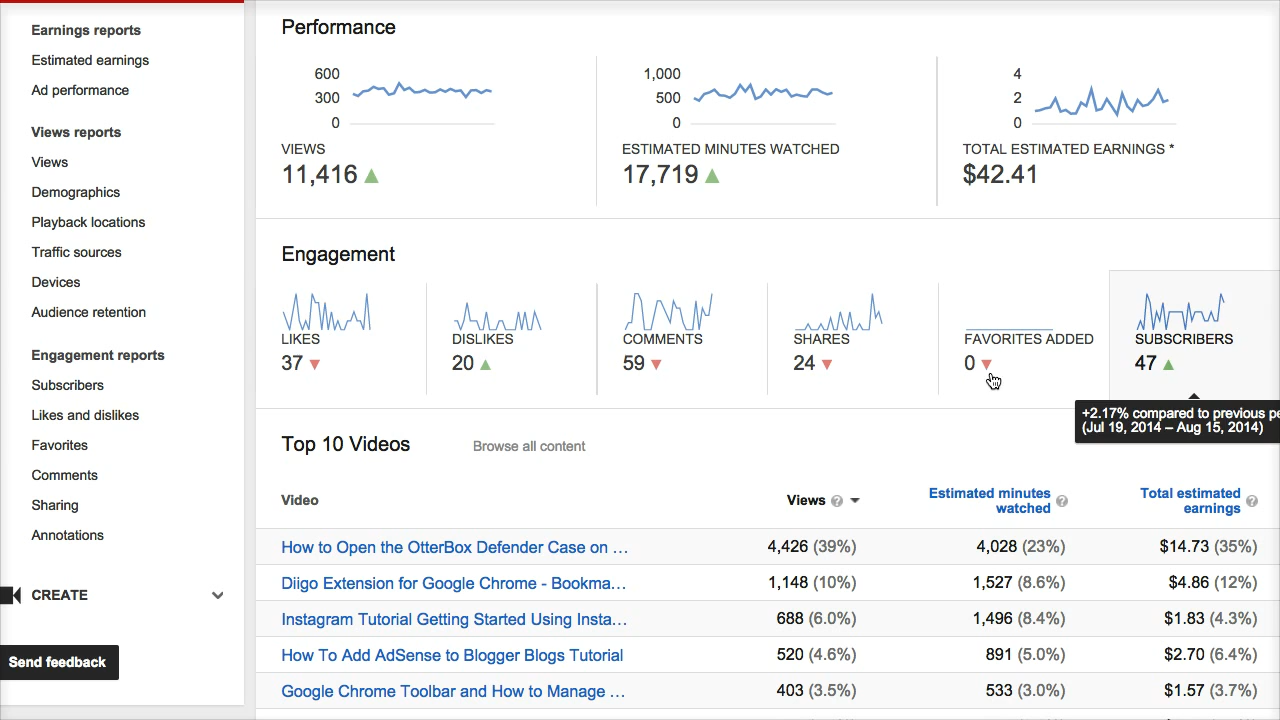 Earnings reports
Estimated earnings
Ad performance
Views reports
Views
Demographics
Playback locations
Traffic sources
Devices
Audience retention
Engagement reports
Subscribers
Likes and dislikes
Favorites
Comments
Sharing
Annotations
CREATE
Send feedback
Performance
600
300
0
VIEWS
11,416
1,000
500
0
ESTIMATED MINUTES WATCHED
17,719
4
2
0
TOTAL ESTIMATED EARNINGS *
$42.41
Engagement
LIKES
37
DISLIKES
20
COMMENTS
59
SHARES
24
FAVORITES ADDED
0
SUBSCRIBERS
47
+2.17% compared to previous pe
(Jul 19, 2014 – Aug 15, 2014)
Top 10 Videos Browse all content
Video Views ? Estimated minutes watched ? Total estimated earnings ?
How to Open the OtterBox Defender Case on ... 4,426 (39%) 4,028 (23%) $14.73 (35%)
Diigo Extension for Google Chrome - Bookma... 1,148 (10%) 1,527 (8.6%) $4.86 (12%)
Instagram Tutorial Getting Started Using Insta... 688 (6.0%) 1,496 (8.4%) $1.83 (4.3%)
How To Add AdSense to Blogger Blogs Tutorial 520 (4.6%) 891 (5.0%) $2.70 (6.4%)
Google Chrome Toolbar and How to Manage ... 403 (3.5%) 533 (3.0%) $1.57 (3.7%)